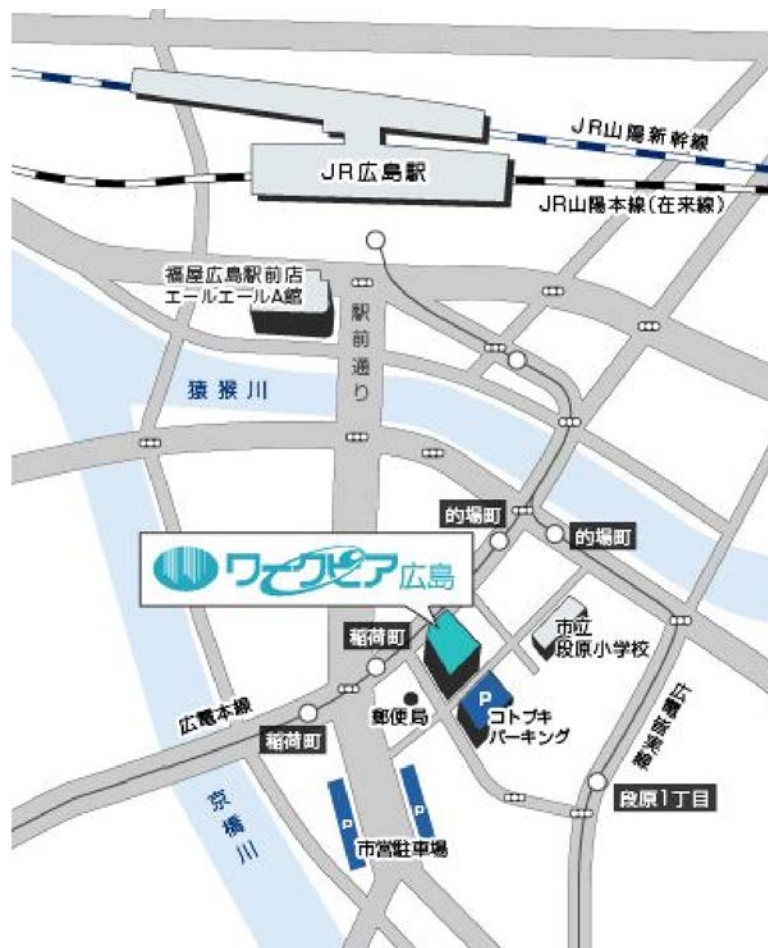 JR山陽新幹線
JR広島駅
JR山陽本線(在来線)
福屋広島駅前店
エールエールA館
駅前通り
猿猴川
的場町
的場町
ワークピア広島
市立
段原小学校
稲荷町
広電本線
郵便局
P
コトブキ
パーキング
広電皆実線
稲荷町
段原1丁目
京橋川
P
P
市営駐車場